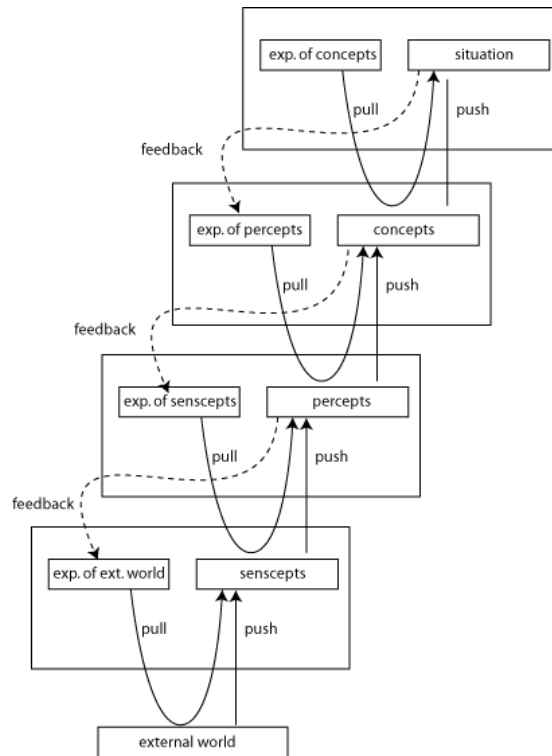 exp. of concepts
situation
pull
push
feedback
exp. of percepts
concepts
pull
push
feedback
exp. of senscepts
percepts
pull
push
feedback
exp. of ext. world
senscepts
pull
push
external world